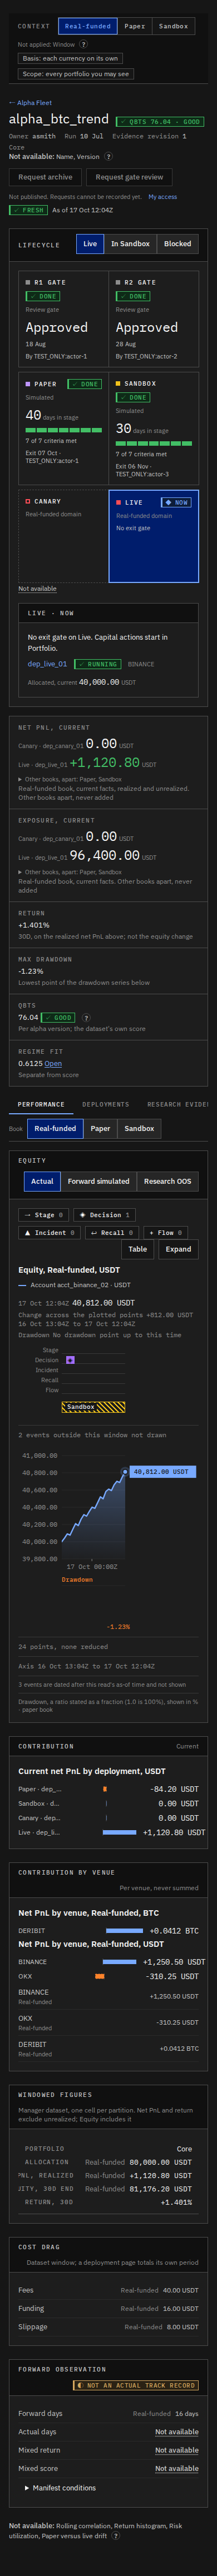 CONTEXT Real-funded Paper Sandbox
Not applied: Window ?
Basis: each currency on its own
Scope: every portfolio you may see
← Alpha Fleet
alpha_btc_trend ✓ QBTS 76.04 · GOOD
Owner asmith Run 10 Jul Evidence revision 1
Core
Not available: Name, Version ?
Request archive Request gate review
Not published. Requests cannot be recorded yet. My access
✓ FRESH As of 17 Oct 12:04Z
LIFECYCLE Live In Sandbox Blocked
R1 GATE
✓ DONE
Review gate
Approved
18 Aug
By TEST_ONLY:actor-1
R2 GATE
✓ DONE
Review gate
Approved
28 Aug
By TEST_ONLY:actor-2
PAPER ✓ DONE
Simulated
40 days in stage
7 of 7 criteria met
Exit 07 Oct ·
TEST_ONLY:actor-1
SANDBOX
✓ DONE
Simulated
30 days in stage
7 of 7 criteria met
Exit 06 Nov ·
TEST_ONLY:actor-3
CANARY
Real-funded domain
Not available
LIVE ◆ NOW
Real-funded domain
No exit gate
LIVE · NOW
No exit gate on Live. Capital actions start in
Portfolio.
dep_live_01 ✓ RUNNING BINANCE
Allocated, current 40,000.00 USDT
NET PNL, CURRENT
Canary · dep_canary_01 0.00 USDT
Live · dep_live_01 +1,120.80 USDT
▶ Other books, apart: Paper, Sandbox
Real-funded book, current facts, realized and unrealized.
Other books apart, never added
EXPOSURE, CURRENT
Canary · dep_canary_01 0.00 USDT
Live · dep_live_01 96,400.00 USDT
▶ Other books, apart: Paper, Sandbox
Real-funded book, current facts. Other books apart, never
added
RETURN
+1.401%
30D, on the realized net PnL above; not the equity change
MAX DRAWDOWN
-1.23%
Lowest point of the drawdown series below
QBTS
76.04 ✓ GOOD ?
Per alpha version; the dataset's own score
REGIME FIT
0.6125 Open
Separate from score
PERFORMANCE DEPLOYMENTS RESEARCH EVIDE
Book Real-funded Paper Sandbox
EQUITY
Actual Forward simulated Research OOS
→ Stage 0 ◈ Decision 1
▲ Incident 0 ↩ Recall 0 + Flow 0
Table Expand
Equity, Real-funded, USDT
Account acct_binance_02 · USDT
17 Oct 12:04Z 40,812.00 USDT
Change across the plotted points +812.00 USDT
16 Oct 13:04Z to 17 Oct 12:04Z
Drawdown No drawdown point up to this time
Stage
Decision
Incident
Recall
Flow
Sandbox
2 events outside this window not drawn
41,000.00
40,800.00
40,812.00 USDT
40,600.00
40,400.00
40,200.00
40,000.00
39,800.00
17 Oct 00:00Z
Drawdown
-1.23%
24 points, none reduced
Axis 16 Oct 13:04Z to 17 Oct 12:04Z
3 events are dated after this read's as-of time and not shown
Drawdown, a ratio stated as a fraction (1.0 is 100%), shown in %
· paper book
CONTRIBUTION Current
Current net PnL by deployment, USDT
Paper · dep_… -84.20 USDT
Sandbox · d… 0.00 USDT
Canary · dep… 0.00 USDT
Live · dep_li… +1,120.80 USDT
CONTRIBUTION BY VENUE
Per venue, never summed
Net PnL by venue, Real-funded, BTC
DERIBIT +0.0412 BTC
Net PnL by venue, Real-funded, USDT
BINANCE +1,250.50 USDT
OKX -310.25 USDT
BINANCE
Real-funded
+1,250.50 USDT
OKX
Real-funded
-310.25 USDT
DERIBIT
Real-funded
+0.0412 BTC
WINDOWED FIGURES
Manager dataset, one cell per partition. Net PnL and return
exclude unrealized; Equity includes it
PORTFOLIO Core
ALLOCATION Real-funded 80,000.00 USDT
PNL, REALIZED Real-funded +1,120.80 USDT
UITY, 30D END Real-funded 81,176.20 USDT
RETURN, 30D +1.401%
COST DRAG
Dataset window; a deployment page totals its own period
Fees Real-funded 40.00 USDT
Funding Real-funded 16.00 USDT
Slippage Real-funded 8.00 USDT
FORWARD OBSERVATION
NOT AN ACTUAL TRACK RECORD
Forward days Real-funded 16 days
Actual days Not available
Mixed return Not available
Mixed score Not available
▶ Manifest conditions
Not available: Rolling correlation, Return histogram, Risk
utilization, Paper versus live drift ?